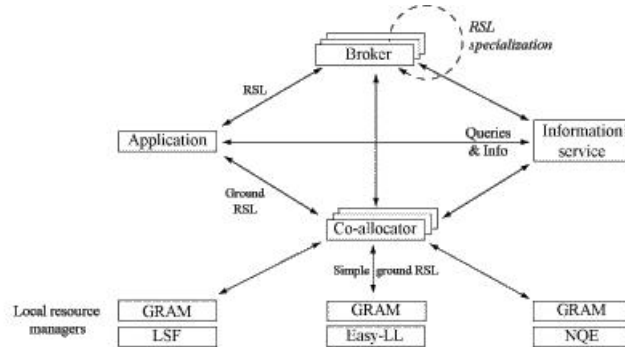 RSL
specialization
Broker
RSL
Application
Queries
& Info
Information
service
Ground
RSL
Co-allocator
Simple ground RSL
Local resource
managers
GRAM
GRAM
GRAM
LSF
Easy-LL
NQE